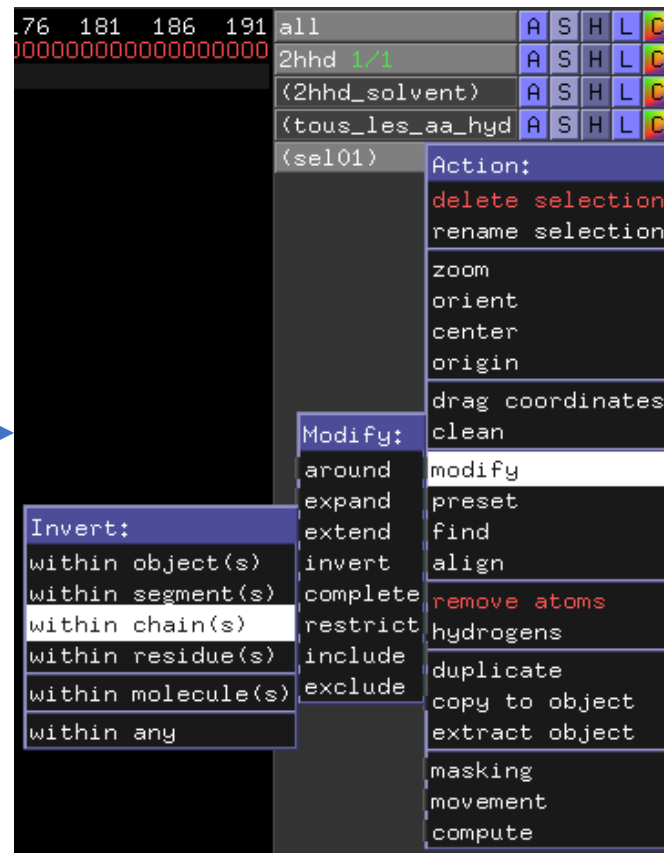 176 181 186 191
0000000000000000000
all A S H L C
2hhd 1/1 A S H L C
(2hhd_solvent) A S H L C
(tous_les_aa_hyd A S H L C
(sel01)
Action:
delete selection
rename selection
zoom
orient
center
origin
drag coordinates
clean
modify
preset
find
align
remove atoms
hydrogens
duplicate
copy to object
extract object
masking
movement
compute
Modify:
around
expand
extend
invert
complete
restrict
include
exclude
Invert:
within object(s)
within segment(s)
within chain(s)
within residue(s)
within molecule(s)
within any